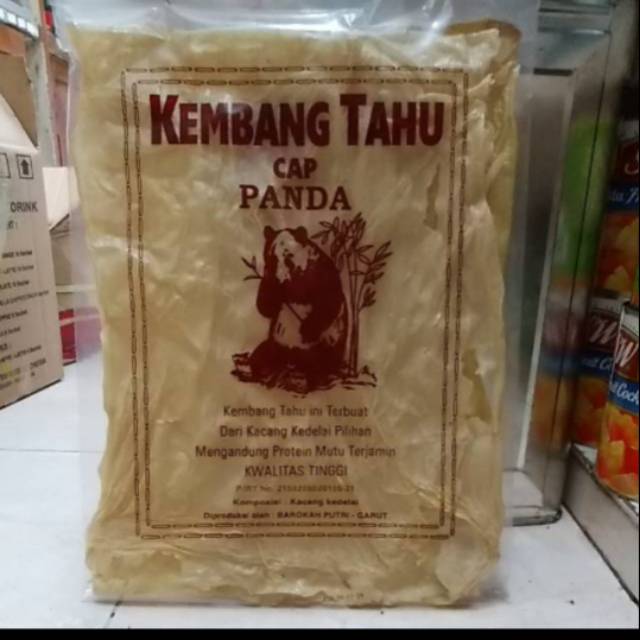 KEMBANG TAHU
CAP
PANDA
Kembang Tahu ini Terbuat
Dari Kacang Kedelai Pilihan
Mengandung Protein Mutu Terjamin
KWALITAS TINGGI
Komposisi : Kacang kedelai
Diproduksi oleh : BAROKAH PUTRI - GARUT
DRINK